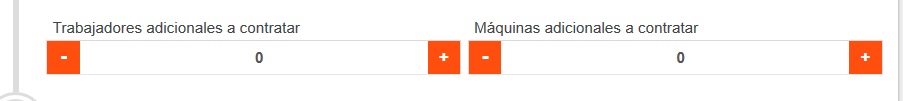 Trabajadores adicionales a contratar Máquinas adicionales a contratar
- 0 + - 0 +